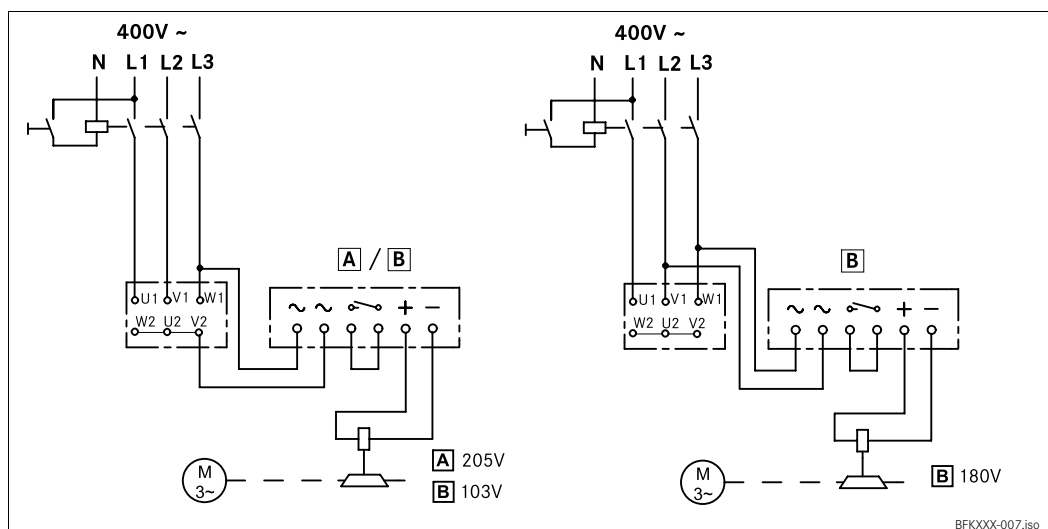 400V ~
N L1 L2 L3
U1 V1 W1
W2 U2 V2
A / B
~ ~ + −
M
3~
A 205V
B 103V
400V ~
N L1 L2 L3
U1 V1 W1
W2 U2 V2
B
~ ~ + −
M
3~
B 180V
BFKXXX-007.iso